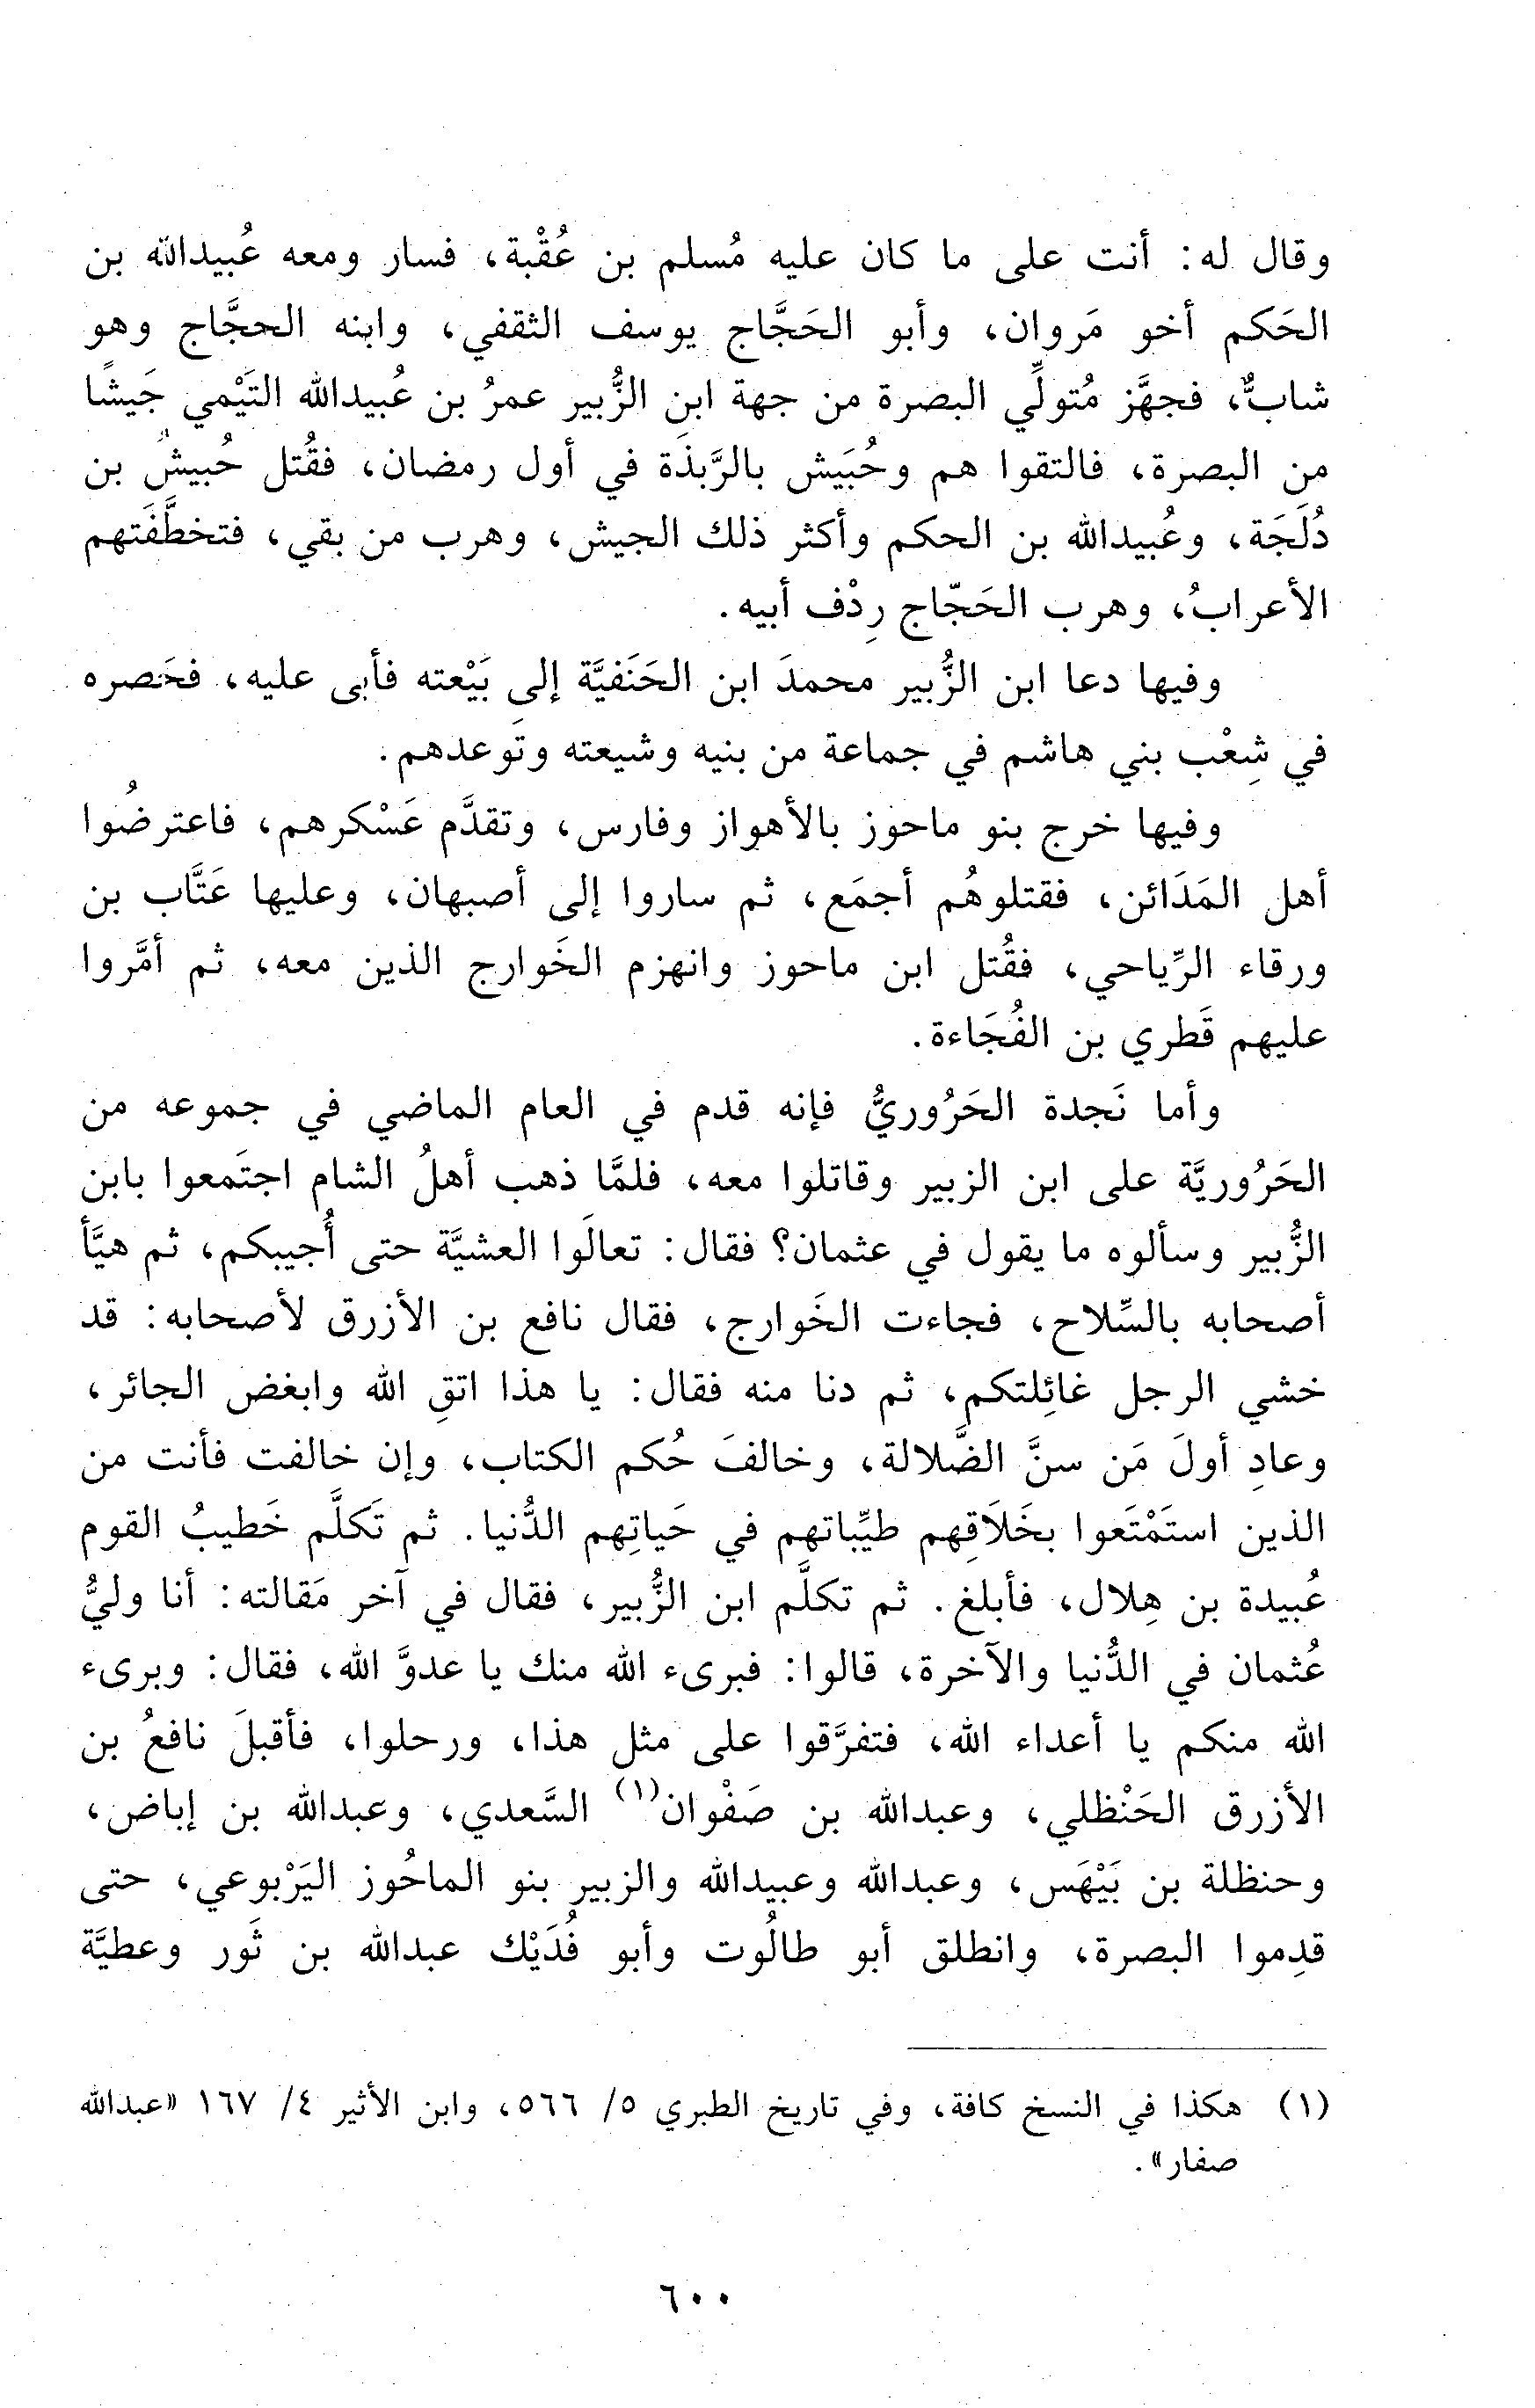 وقال له: أنت على ما كان عليه مُسلم بن عُقْبة، فسار ومعه عُبيدالله بن
الحَكم أخو مَروان، وأبو الحَجَّاج يوسف الثقفي، وابنه الحجَّاج وهو
شابٌّ، فجهَّز مُتولِّي البصرة من جهة ابنِ الزُّبير عمرُ بن عُبيدالله التَيْمي جَيشًا
من البصرة، فالتقوا هم وحُبَيش بالرَّبذَة في أول رمضان، فقُتل حُبيشُ بن
دُلَجَة، وعُبيدالله بن الحكم وأكثر ذلك الجيش، وهرب من بقي، فتخطَّفَتهم
الأعرابُ، وهرب الحَجّاج رِدْف أبيه.
وفيها دعا ابن الزُّبير محمدَ ابن الحَنَفيَّة إلى بَيْعته فأبى عليه، فحَصره
في شِعْب بني هاشم في جماعة من بنيه وشيعته وتَوعدهم.
وفيها خرج بنو ماحوز بالأهواز وفارس، وتقدَّم عَسْكرهم، فاعترضُوا
أهل المَدَائن، فقتلوهُم أجمَع، ثم ساروا إلى أصبهان، وعليها عَتَّاب بن
ورقاء الرِّياحي، فقُتل ابن ماحوز وانهزم الخَوارج الذين معه، ثم أمَّروا
عليهم قَطري بن الفُجَاءة.
وأما نَجدة الحَرُوريُّ فإنه قدم في العام الماضي في جموعه من
الحَرُوريَّة على ابن الزبير وقاتلوا معه، فلمَّا ذهب أهلُ الشام اجتَمعوا بابن
الزُّبير وسألوه ما يقول في عثمان؟ فقال: تعالَوا العشيَّة حتى أُجيبكم، ثم هيَّأ
أصحابه بالسِّلاح، فجاءت الخَوارج، فقال نافع بن الأزرق لأصحابه: قد
خشي الرجل غائِلتكم، ثم دنا منه فقال: يا هذا اتقِ الله وابغض الجائر،
وعادِ أولَ مَن سنَّ الضَّلالة، وخالفَ حُكم الكتاب، وإن خالفت فأنت من
الذين استَمْتَعوا بخَلَاقِهم طيِّباتهم في حَياتِهم الدُّنيا. ثم تَكلَّم خَطيبُ القوم
عُبيدة بن هِلال، فأبلغ. ثم تكلَّم ابن الزُّبير، فقال في آخر مَقالته: أنا وليُّ
عُثمان في الدُّنيا والآخرة، قالوا: فبرىء الله منك يا عدوَّ الله، فقال: وبرىء
الله منكم يا أعداء الله، فتفرَّقوا على مثل هذا، ورحلوا، فأقبلَ نافعُ بن
الأزرق الحَنْظلي، وعبدالله بن صَفْوان(١) السَّعدي، وعبدالله بن إباض،
وحنظلة بن بَيْهَس، وعبدالله وعبيدالله والزبير بنو الماحُوز اليَرْبوعي، حتى
قدِموا البصرة، وانطلق أبو طالُوت وأبو فُدَيْك عبدالله بن ثَور وعطيَّة
(١) هكذا في النسخ كافة، وفي تاريخ الطبري ٥/ ٥٦٦، وابن الأثير ٤/ ١٦٧ «عبدالله
صفار».
٦٠٠